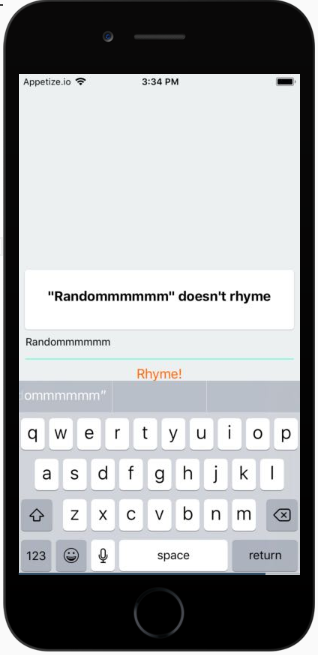 Appetize.io 3:34 PM
"Randommmmmm" doesn't rhyme
Randommmmmm
Rhyme!
ommmmmm"
q w e r t y u i o p
a s d f g h j k l
z x c v b n m
123 space return